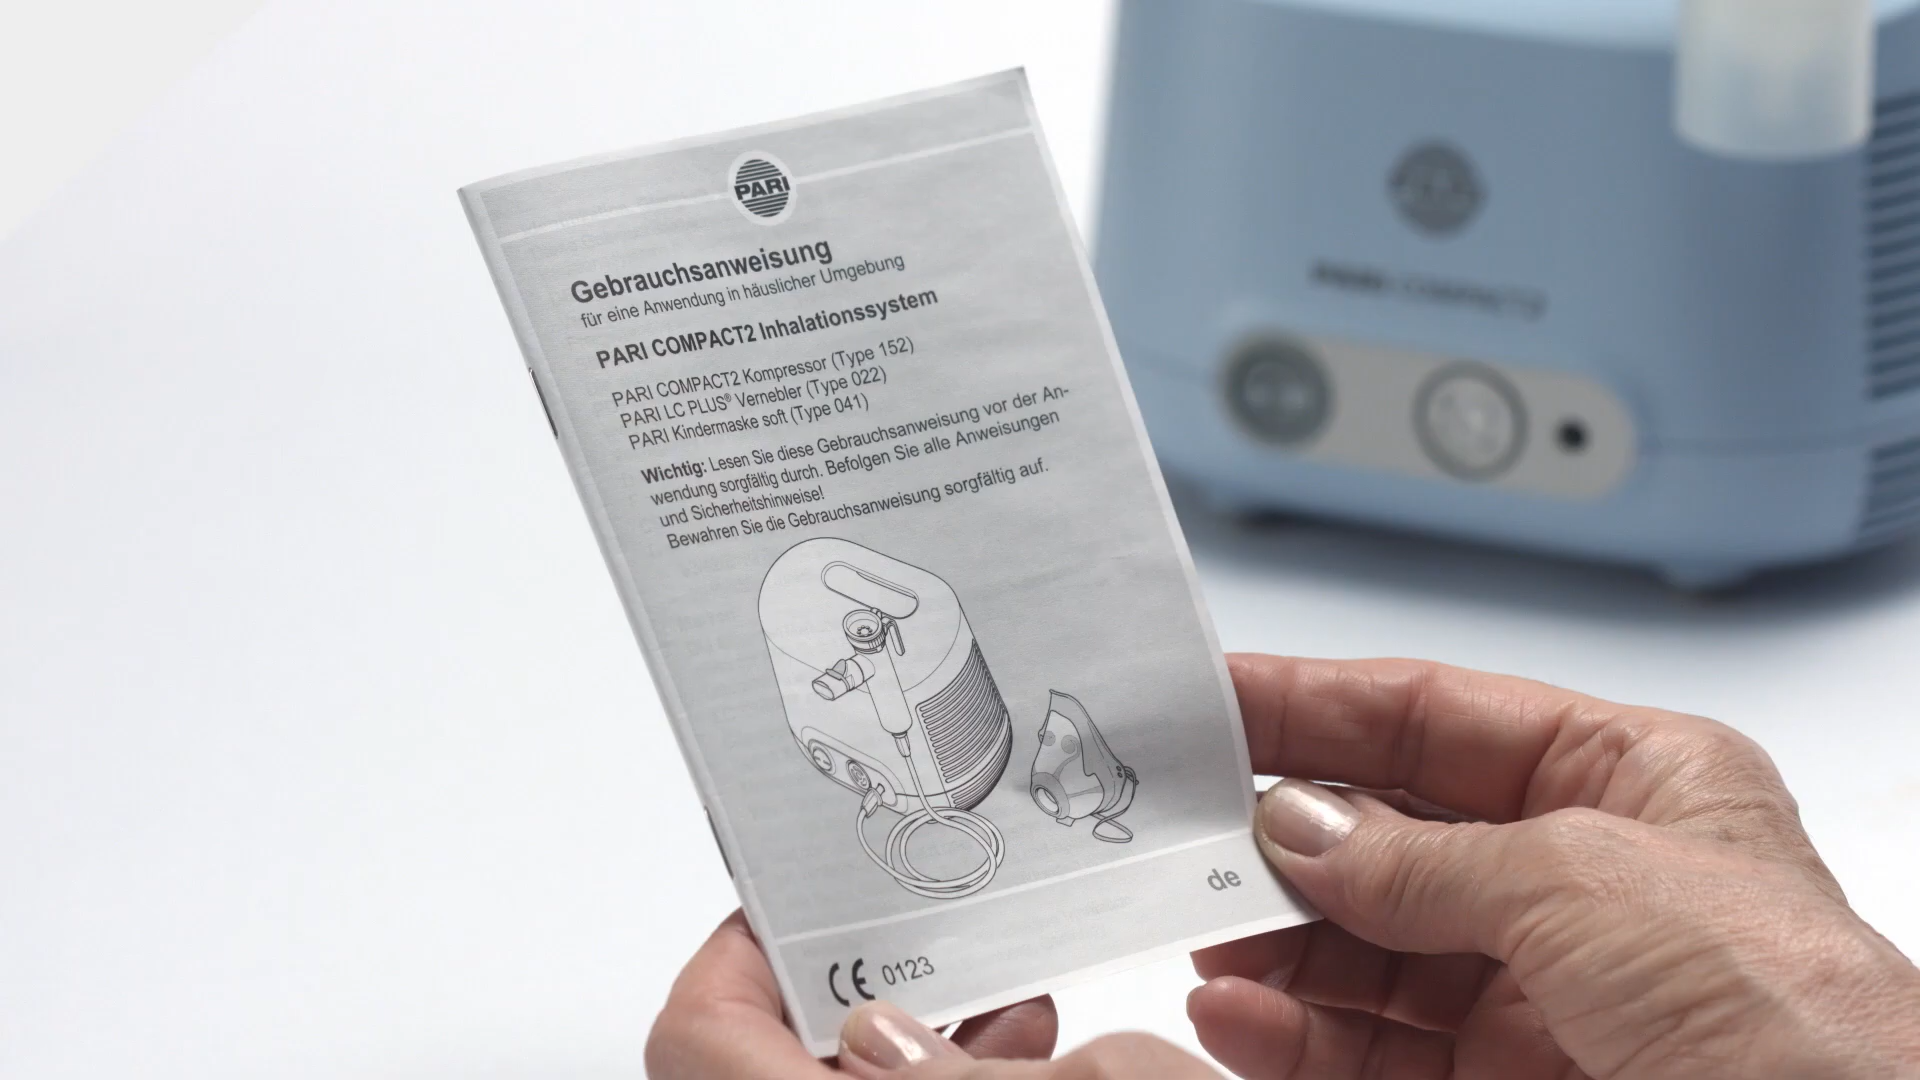 PARI
Gebrauchsanweisung
für eine Anwendung in häuslicher Umgebung
PARI COMPACT2 Inhalationssystem
PARI COMPACT2 Kompressor (Type 152)
PARI LC PLUS® Vernebler (Type 022)
PARI Kindermaske soft (Type 041)
Wichtig: Lesen Sie diese Gebrauchsanweisung vor der An-
wendung sorgfältig durch. Befolgen Sie alle Anweisungen
und Sicherheitshinweise!
Bewahren Sie die Gebrauchsanweisung sorgfältig auf.
de
CE 0123
PARI COMPACT2